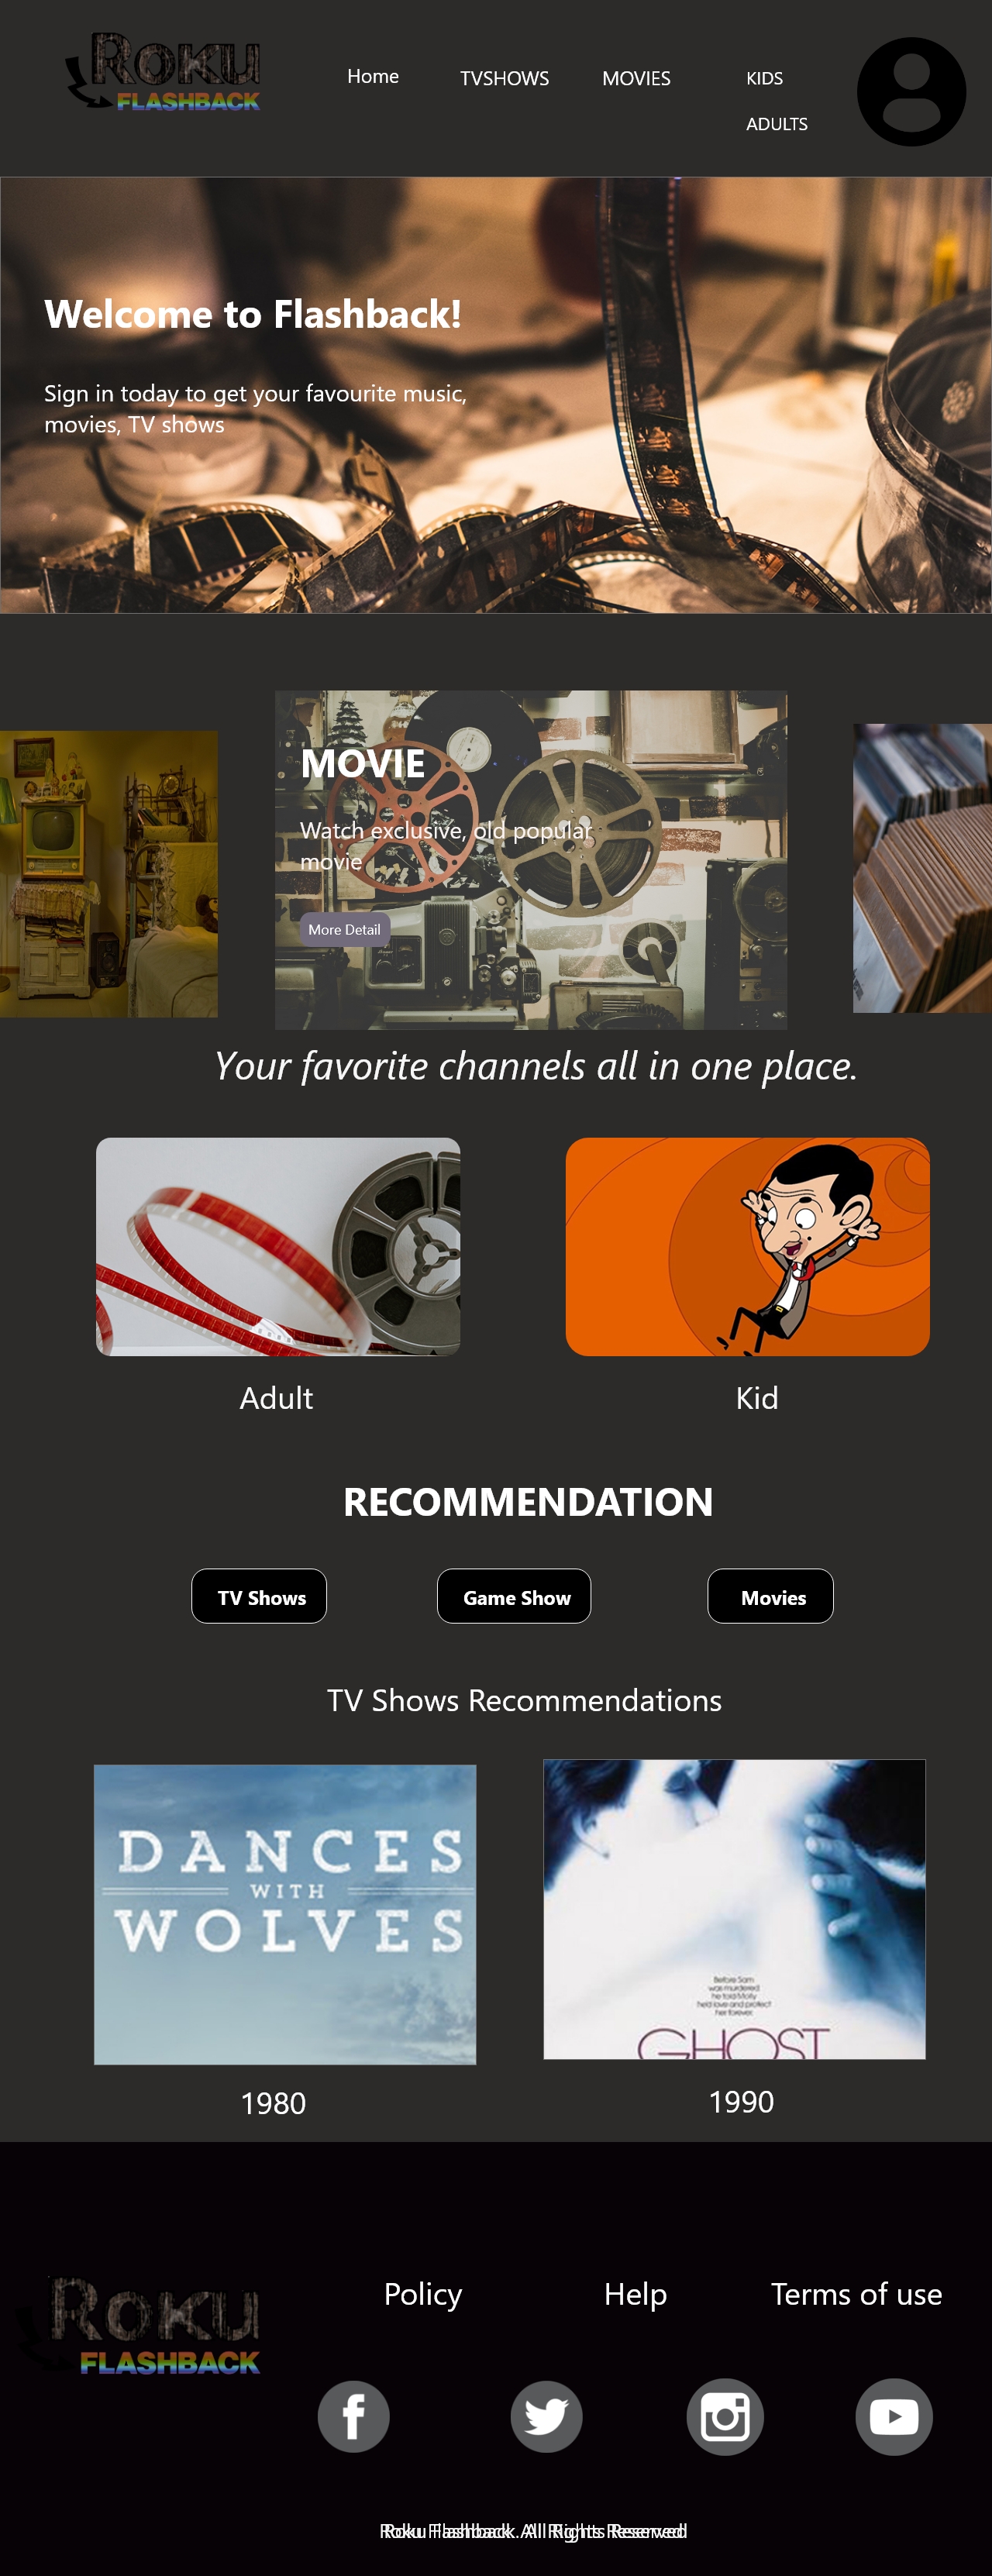 Roku
FLASHBACK
Home
TVSHOWS
MOVIES
KIDS
ADULTS
Welcome to Flashback!
Sign in today to get your favourite music,
movies, TV shows
MOVIE
Watch exclusive, old popular
movie
More Detail
Your favorite channels all in one place.
Adult
Kid
RECOMMENDATION
TV Shows
Game Show
Movies
TV Shows Recommendations
DANCES
WITH
WOLVES
Before Sam
was murdered
he told Molly
he'd love and protect
her forever.
GHOST
1980
1990
Roku
FLASHBACK
Policy
Help
Terms of use
Roku Flashback. All Rights Reserved